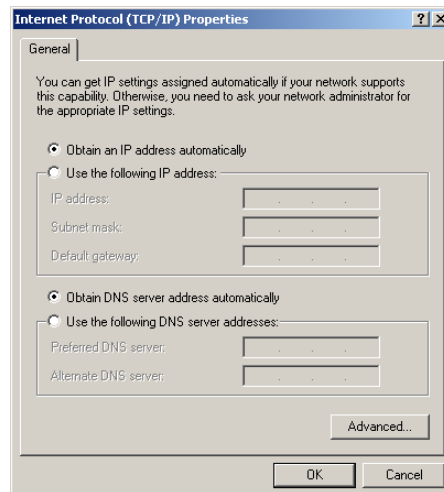 Internet Protocol (TCP/IP) Properties
General
You can get IP settings assigned automatically if your network supports
this capability. Otherwise, you need to ask your network administrator for
the appropriate IP settings.
Obtain an IP address automatically
Use the following IP address:
IP address:
Subnet mask:
Default gateway:
Obtain DNS server address automatically
Use the following DNS server addresses:
Preferred DNS server:
Alternate DNS server:
Advanced...
OK Cancel